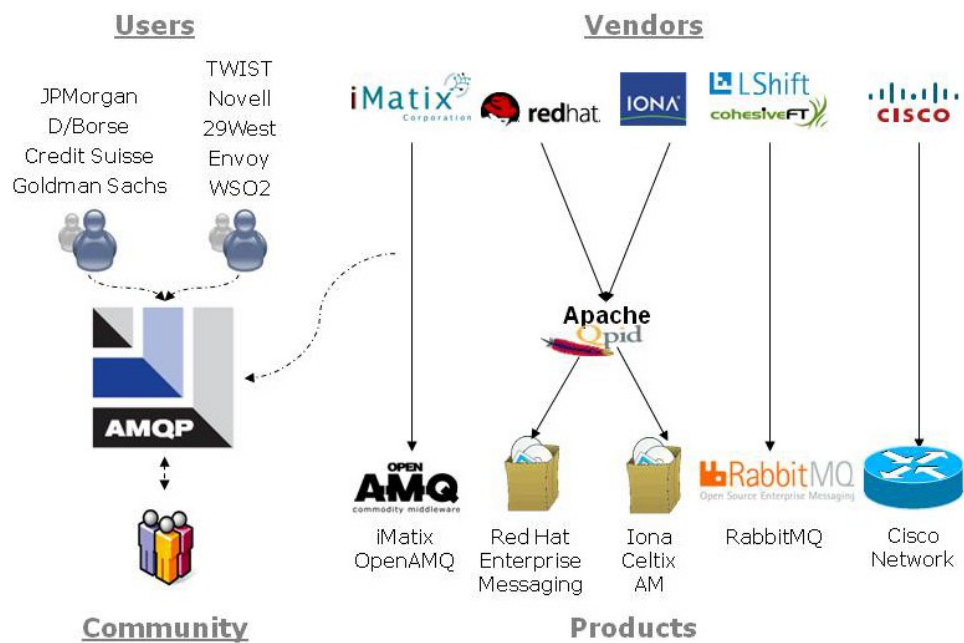 Users
Vendors
JPMorgan
D/Borse
Credit Suisse
Goldman Sachs
TWIST
Novell
29West
Envoy
WSO2
iMatix
Corporation
redhat.
IONA
LShift
cohesiveFT
CISCO
Apache
Qpid
AMQP
OPEN
AMQ
commodity middleware
RabbitMQ
Open Source Enterprise Messaging
iMatix
OpenAMQ
Red Hat
Enterprise
Messaging
Iona
Celtix
AM
RabbitMQ
Cisco
Network
Community
Products